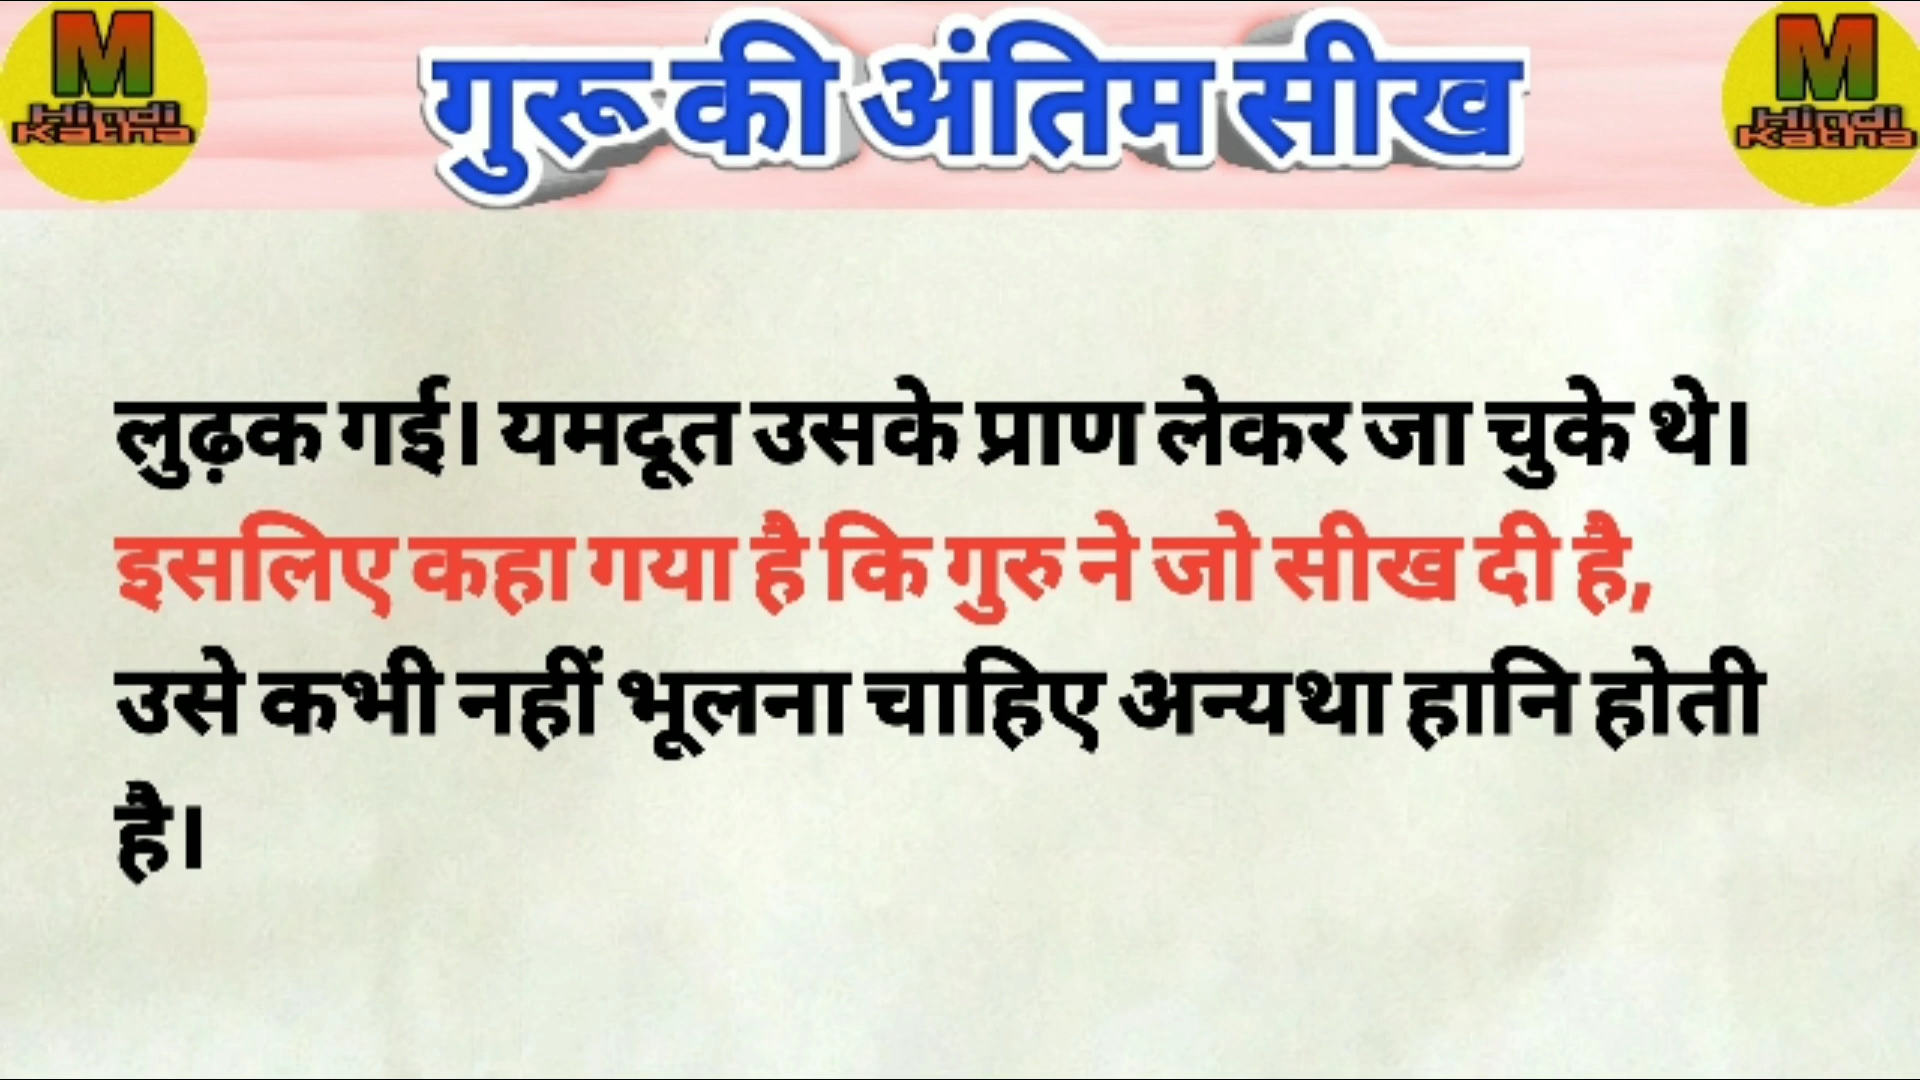 M
Hindi
Katha
गुरू की अंतिम सीख
M
Hindi
Katha
लुढ़क गई। यमदूत उसके प्राण लेकर जा चुके थे।
इसलिए कहा गया है कि गुरु ने जो सीख दी है,
उसे कभी नहीं भूलना चाहिए अन्यथा हानि होती
है।